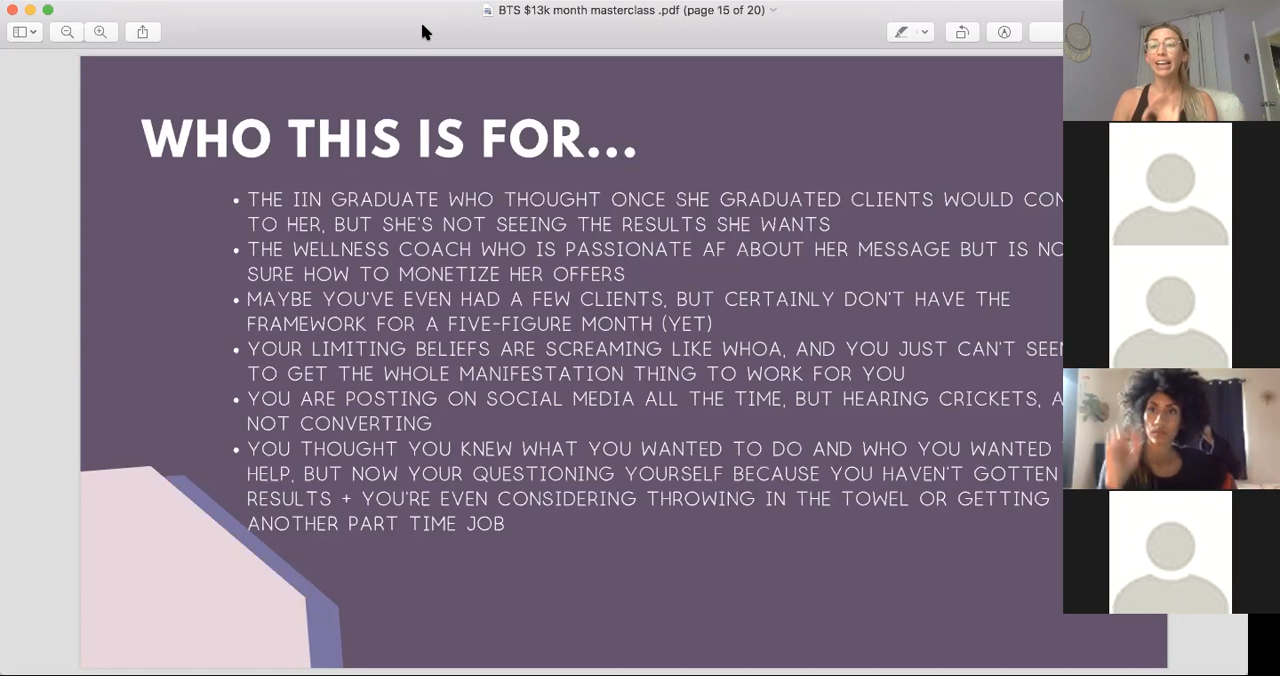 BTS $13k month masterclass .pdf (page 15 of 20)
WHO THIS IS FOR...
• THE IIN GRADUATE WHO THOUGHT ONCE SHE GRADUATED CLIENTS WOULD
TO HER, BUT SHE'S NOT SEEING THE RESULTS SHE WANTS
• THE WELLNESS COACH WHO IS PASSIONATE AF ABOUT HER MESSAGE BUT IS
SURE HOW TO MONETIZE HER OFFERS
• MAYBE YOU'VE EVEN HAD A FEW CLIENTS, BUT CERTAINLY DON'T HAVE THE
FRAMEWORK FOR A FIVE-FIGURE MONTH (YET)
• YOUR LIMITING BELIEFS ARE SCREAMING LIKE WHOA, AND YOU JUST CAN'T
TO GET THE WHOLE MANIFESTATION THING TO WORK FOR YOU
• YOU ARE POSTING ON SOCIAL MEDIA ALL THE TIME, BUT HEARING CRICKETS,
NOT CONVERTING
• YOU THOUGHT YOU KNEW WHAT YOU WANTED TO DO AND WHO YOU WANTED
HELP, BUT NOW YOUR QUESTIONING YOURSELF BECAUSE YOU HAVEN'T GOTTEN
RESULTS + YOU'RE EVEN CONSIDERING THROWING IN THE TOWEL OR GETTING
ANOTHER PART TIME JOB